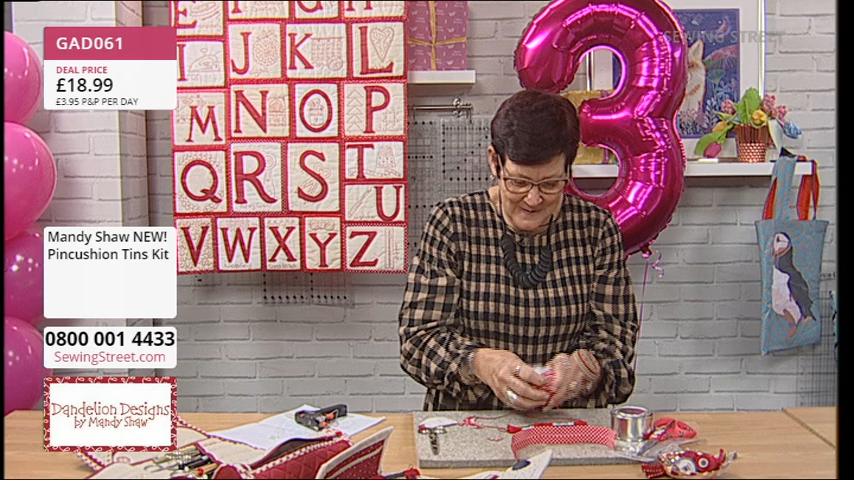 GAD061
DEAL PRICE
£18.99
£3.95 P&P PER DAY
Mandy Shaw NEW!
Pincushion Tins Kit
0800 001 4433
SewingStreet.com
Dandelion Designs
by Mandy Shaw
SEWING STREET
E
I J K L
M N O P
Q R S T U
V W X Y Z
3